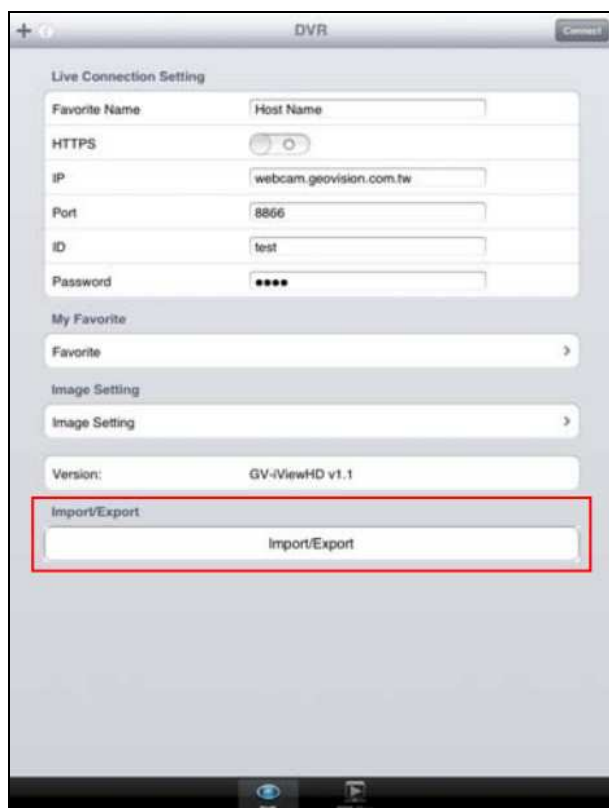 + DVR Connect
Live Connection Setting
Favorite Name Host Name
HTTPS
IP webcam.geovision.com.tw
Port 8866
ID test
Password ●●●●
My Favorite
Favorite
Image Setting
Image Setting
Version: GV-iViewHD v1.1
Import/Export
Import/Export